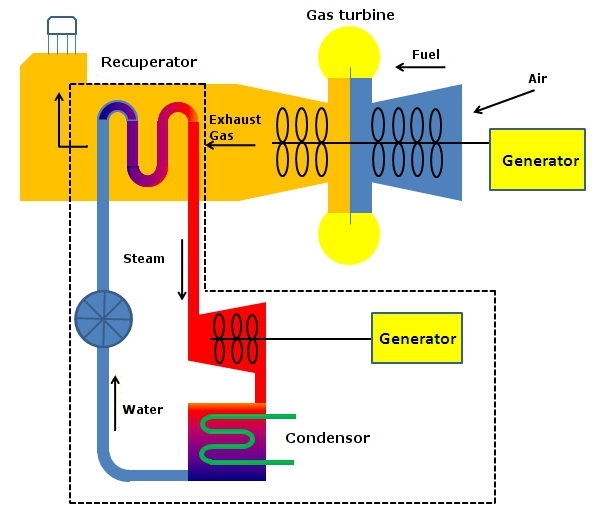 Gas turbine
Recuperator
Fuel
Air
Exhaust
Gas
Generator
Steam
Generator
Water
Condensor